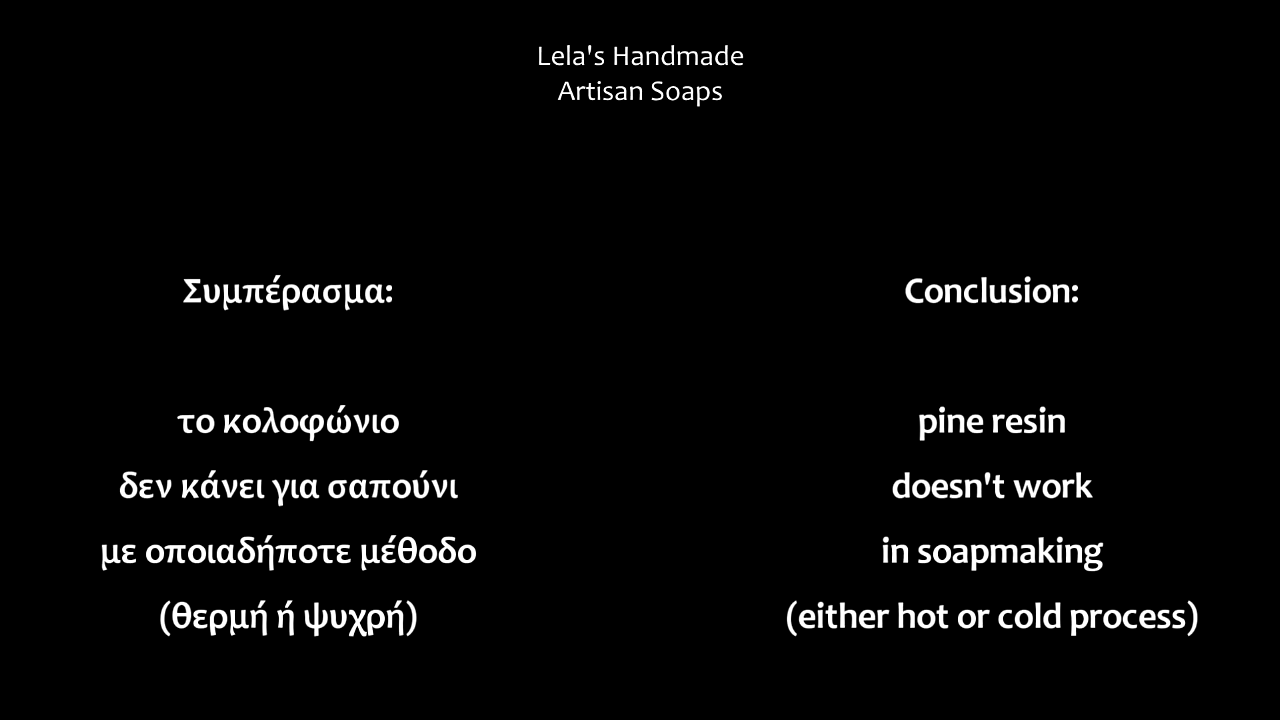 Lela's Handmade
Artisan Soaps
Συμπέρασμα:
το κολοφώνιο
δεν κάνει για σαπούνι
με οποιαδήποτε μέθοδο
(θερμή ή ψυχρή)
Conclusion:
pine resin
doesn't work
in soapmaking
(either hot or cold process)